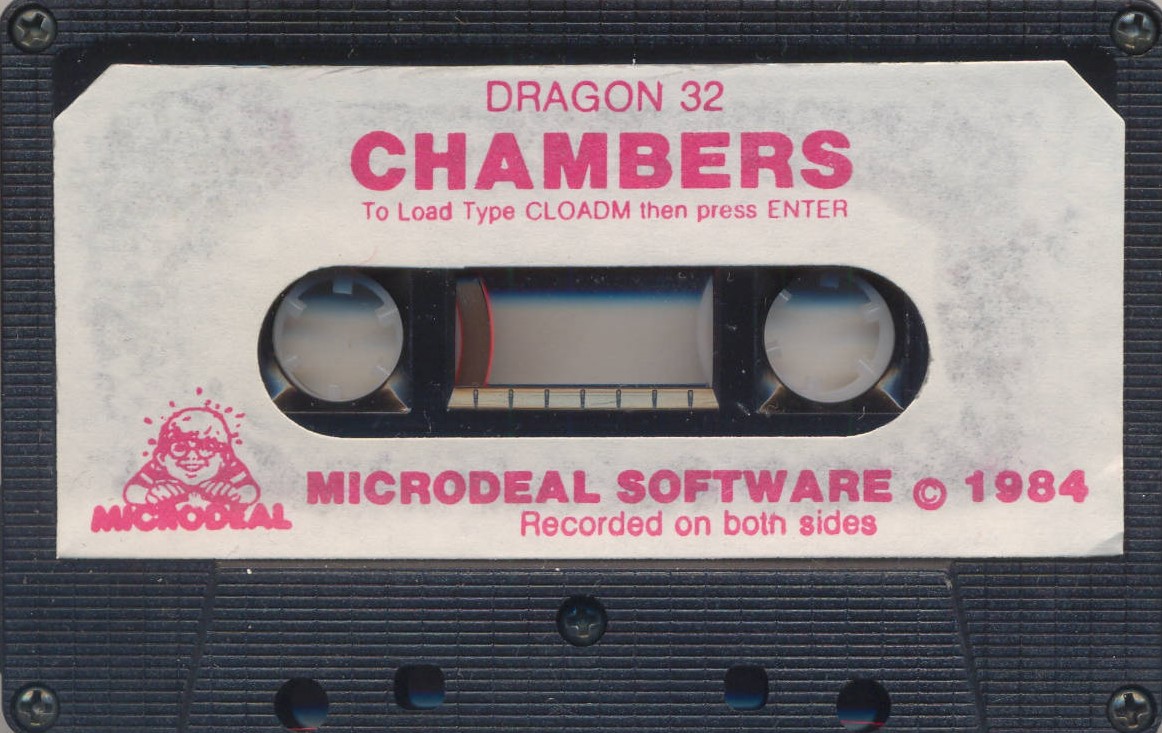 DRAGON 32
CHAMBERS
To Load Type CLOADM then press ENTER
MICRODEAL
MICRODEAL SOFTWARE © 1984
Recorded on both sides